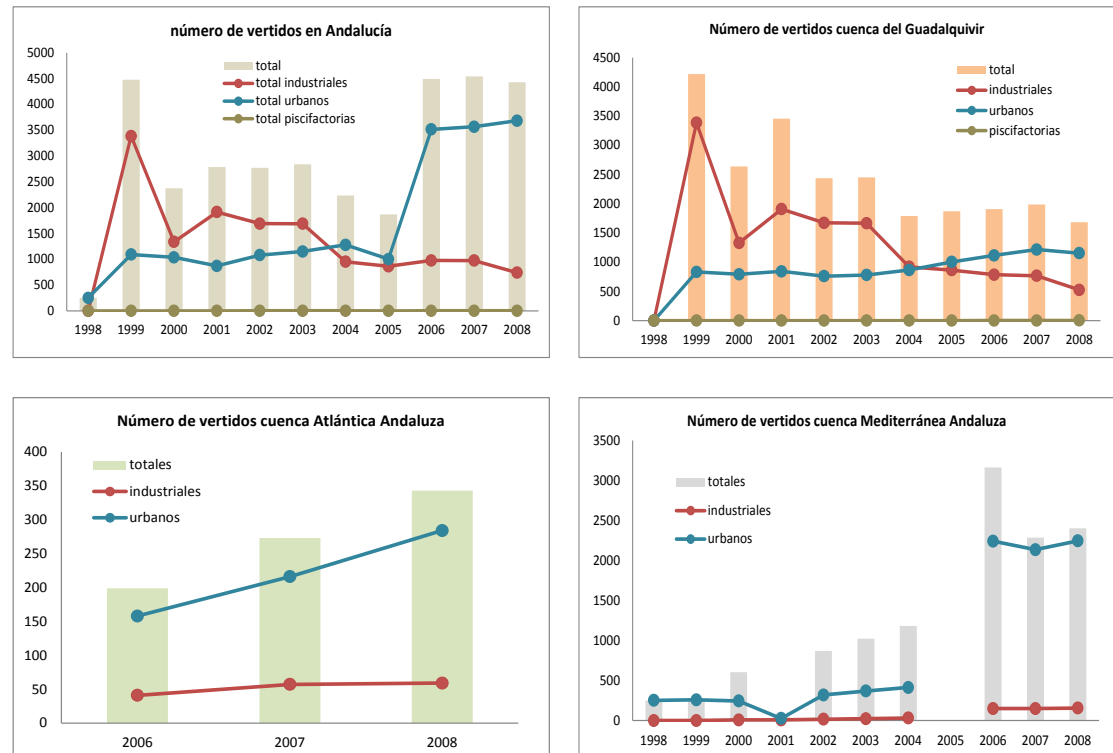 número de vertidos en Andalucía
5000
4500
4000
3500
3000
2500
2000
1500
1000
500
0
total
total industriales
total urbanos
total piscifactorias
1998 1999 2000 2001 2002 2003 2004 2005 2006 2007 2008
Número de vertidos cuenca del Guadalquivir
4500
4000
3500
3000
2500
2000
1500
1000
500
0
total
industriales
urbanos
piscifactorias
1998 1999 2000 2001 2002 2003 2004 2005 2006 2007 2008
Número de vertidos cuenca Atlántica Andaluza
400
350
300
250
200
150
100
50
0
totales
industriales
urbanos
2006 2007 2008
Número de vertidos cuenca Mediterránea Andaluza
3500
3000
2500
2000
1500
1000
500
0
totales
industriales
urbanos
1998 1999 2000 2001 2002 2003 2004 2005 2006 2007 2008